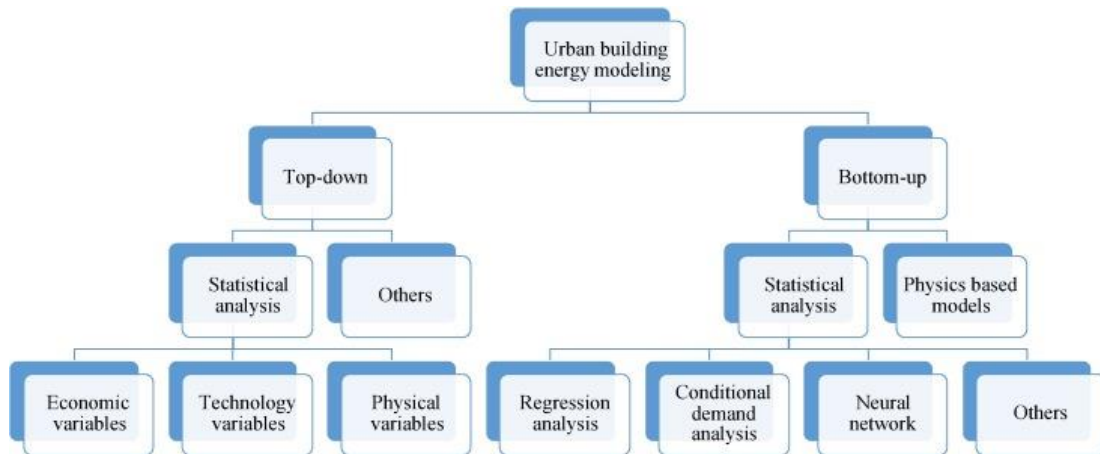 Urban building
energy modeling
Top-down
Bottom-up
Statistical
analysis
Others
Statistical
analysis
Physics based
models
Economic
variables
Technology
variables
Physical
variables
Regression
analysis
Conditional
demand
analysis
Neural
network
Others